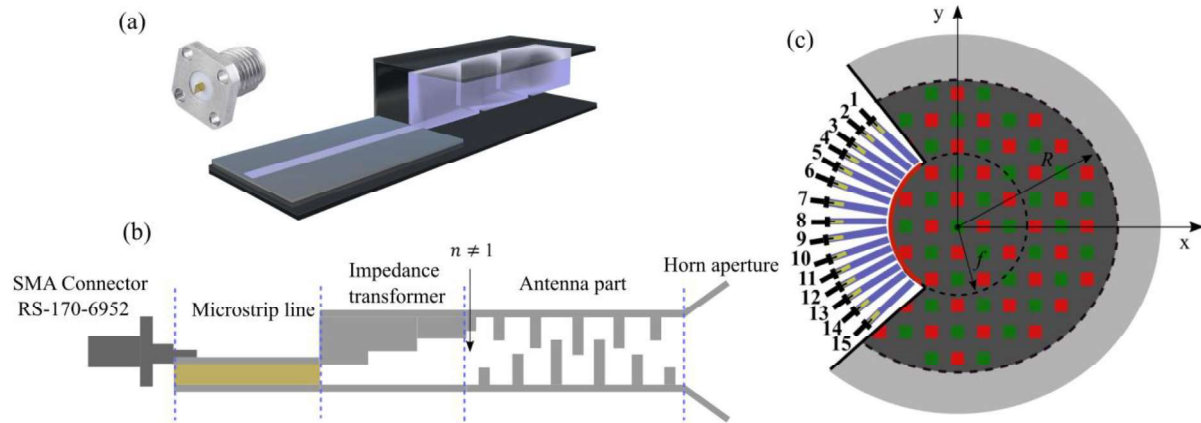 (a)
(b)
SMA Connector
RS-170-6952
Microstrip line
Impedance
transformer
n ≠ 1
Antenna part
Horn aperture
(c)
y
x
R
f
1
2
3
4
5
6
7
8
9
10
11
12
13
14
15